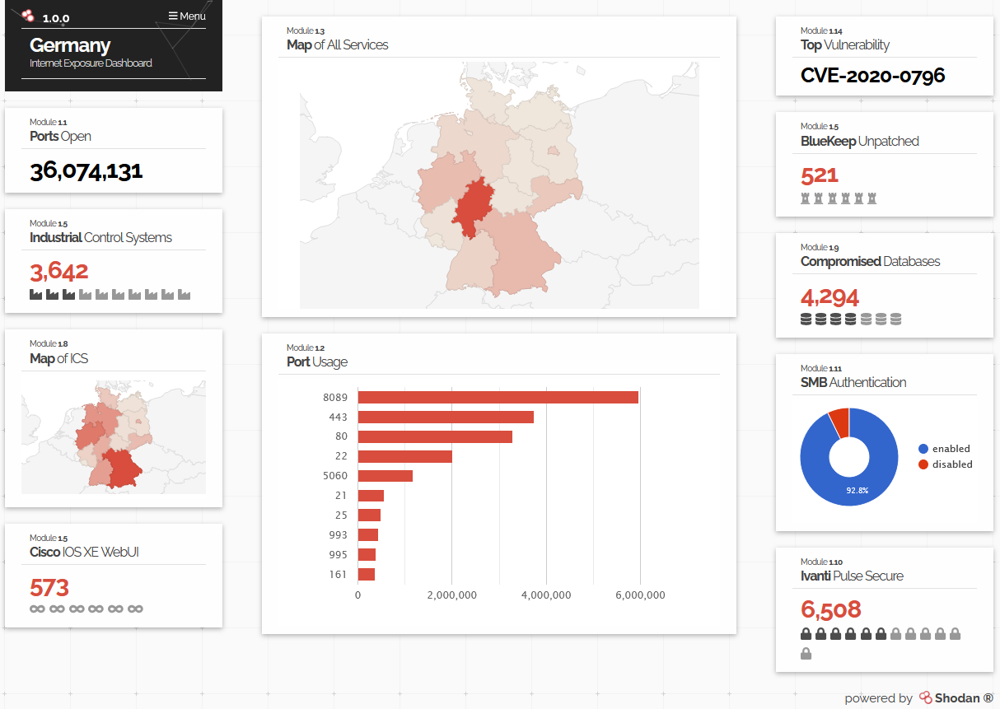 1.0.0
Menu
Germany
Internet Exposure Dashboard
Module 1.1
Ports Open
36,074,131
Module 1.5
Industrial Control Systems
3,642
Module 1.8
Map of ICS
Module 1.5
Cisco IOS XE WebUI
573
Module 1.3
Map of All Services
Module 1.2
Port Usage
8089
443
80
22
5060
21
25
993
995
161
0
2,000,000
4,000,000
6,000,000
Module 1.14
Top Vulnerability
CVE-2020-0796
Module 1.5
BlueKeep Unpatched
521
Module 1.9
Compromised Databases
4,294
Module 1.11
SMB Authentication
enabled
disabled
92.8%
Module 1.10
Ivanti Pulse Secure
6,508
powered by Shodan ®